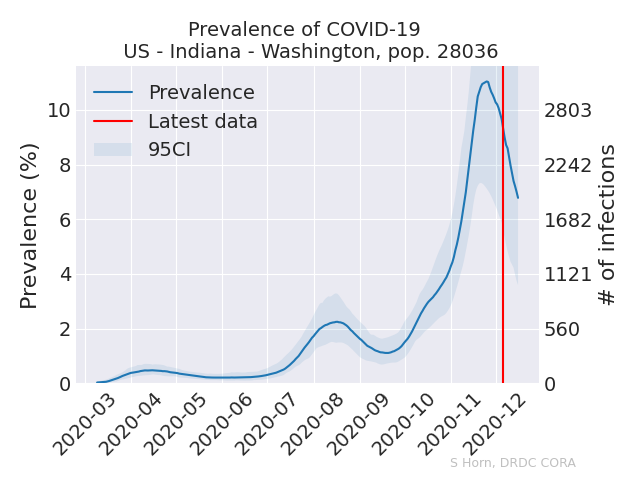 Prevalence of COVID-19
US - Indiana - Washington, pop. 28036
Prevalence
Latest data
95CI
Prevalence (%)
10
8
6
4
2
0
2803
2242
1682
1121
560
0
# of infections
2020-03
2020-04
2020-05
2020-06
2020-07
2020-08
2020-09
2020-10
2020-11
2020-12
S Horn, DRDC CORA